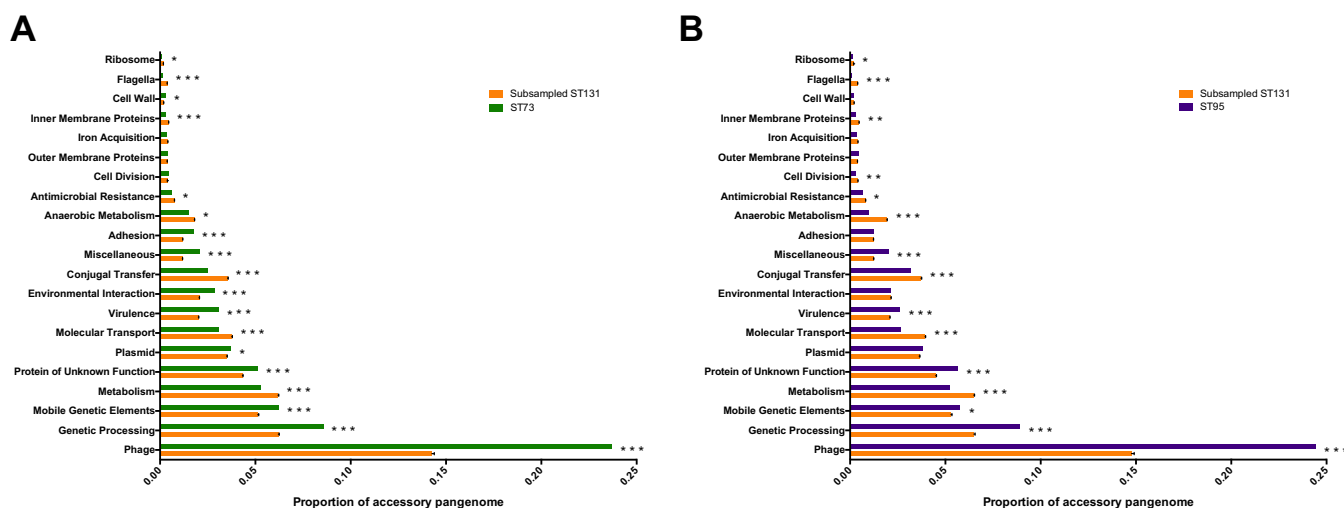 A
Ribosome *
Flagella * * *
Cell Wall *
Inner Membrane Proteins * * *
Iron Acquisition
Outer Membrane Proteins
Cell Division
Antimicrobial Resistance *
Anaerobic Metabolism *
Adhesion * * *
Miscellaneous * * *
Conjugal Transfer * * *
Environmental Interaction * * *
Virulence * * *
Molecular Transport * * *
Plasmid *
Protein of Unknown Function * * *
Metabolism * * *
Mobile Genetic Elements * * *
Genetic Processing * * *
Phage * * *
0.00 0.05 0.10 0.15 0.20 0.25
Proportion of accessory pangenome
Subsampled ST131
ST73
B
Ribosome *
Flagella * * *
Cell Wall
Inner Membrane Proteins * *
Iron Acquisition
Outer Membrane Proteins
Cell Division * *
Antimicrobial Resistance *
Anaerobic Metabolism * * *
Adhesion
Miscellaneous * * *
Conjugal Transfer * * *
Environmental Interaction
Virulence * * *
Molecular Transport * * *
Plasmid
Protein of Unknown Function * * *
Metabolism * * *
Mobile Genetic Elements *
Genetic Processing * * *
Phage * * *
0.00 0.05 0.10 0.15 0.20 0.25
Proportion of accessory pangenome
Subsampled ST131
ST95